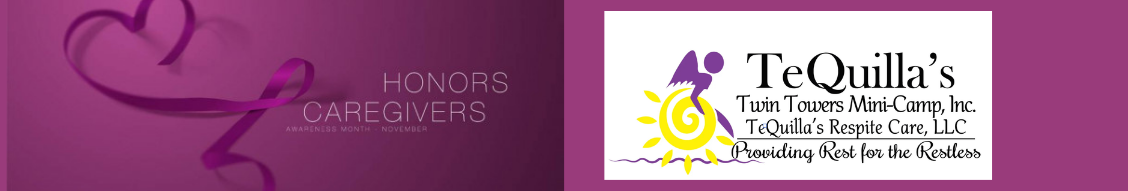 HONORS
CAREGIVERS
AWARENESS MONTH - NOVEMBER
TeQuilla's
Twin Towers Mini-Camp, Inc.
TeQuilla's Respite Care, LLC
Providing Rest for the Restless